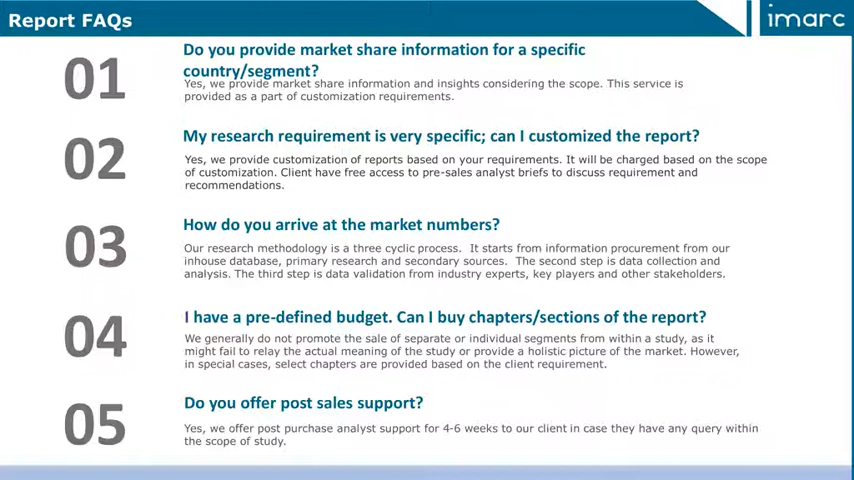 Report FAQs
imarc
01
Do you provide market share information for a specific
country/segment?
Yes, we provide market share information and insights considering the scope. This service is
provided as a part of customization requirements.
02
My research requirement is very specific; can I customized the report?
Yes, we provide customization of reports based on your requirements. It will be charged based on the scope
of customization. Client have free access to pre-sales analyst briefs to discuss requirement and
recommendations.
03
How do you arrive at the market numbers?
Our research methodology is a three cyclic process.  It starts from information procurement from our
inhouse database, primary research and secondary sources.  The second step is data collection and
analysis. The third step is data validation from industry experts, key players and other stakeholders.
04
I have a pre-defined budget. Can I buy chapters/sections of the report?
We generally do not promote the sale of separate or individual segments from within a study, as it
might fail to relay the actual meaning of the study or provide a holistic picture of the market. However,
in special cases, select chapters are provided based on the client requirement.
05
Do you offer post sales support?
Yes, we offer post purchase analyst support for 4-6 weeks to our client in case they have any query within
the scope of study.